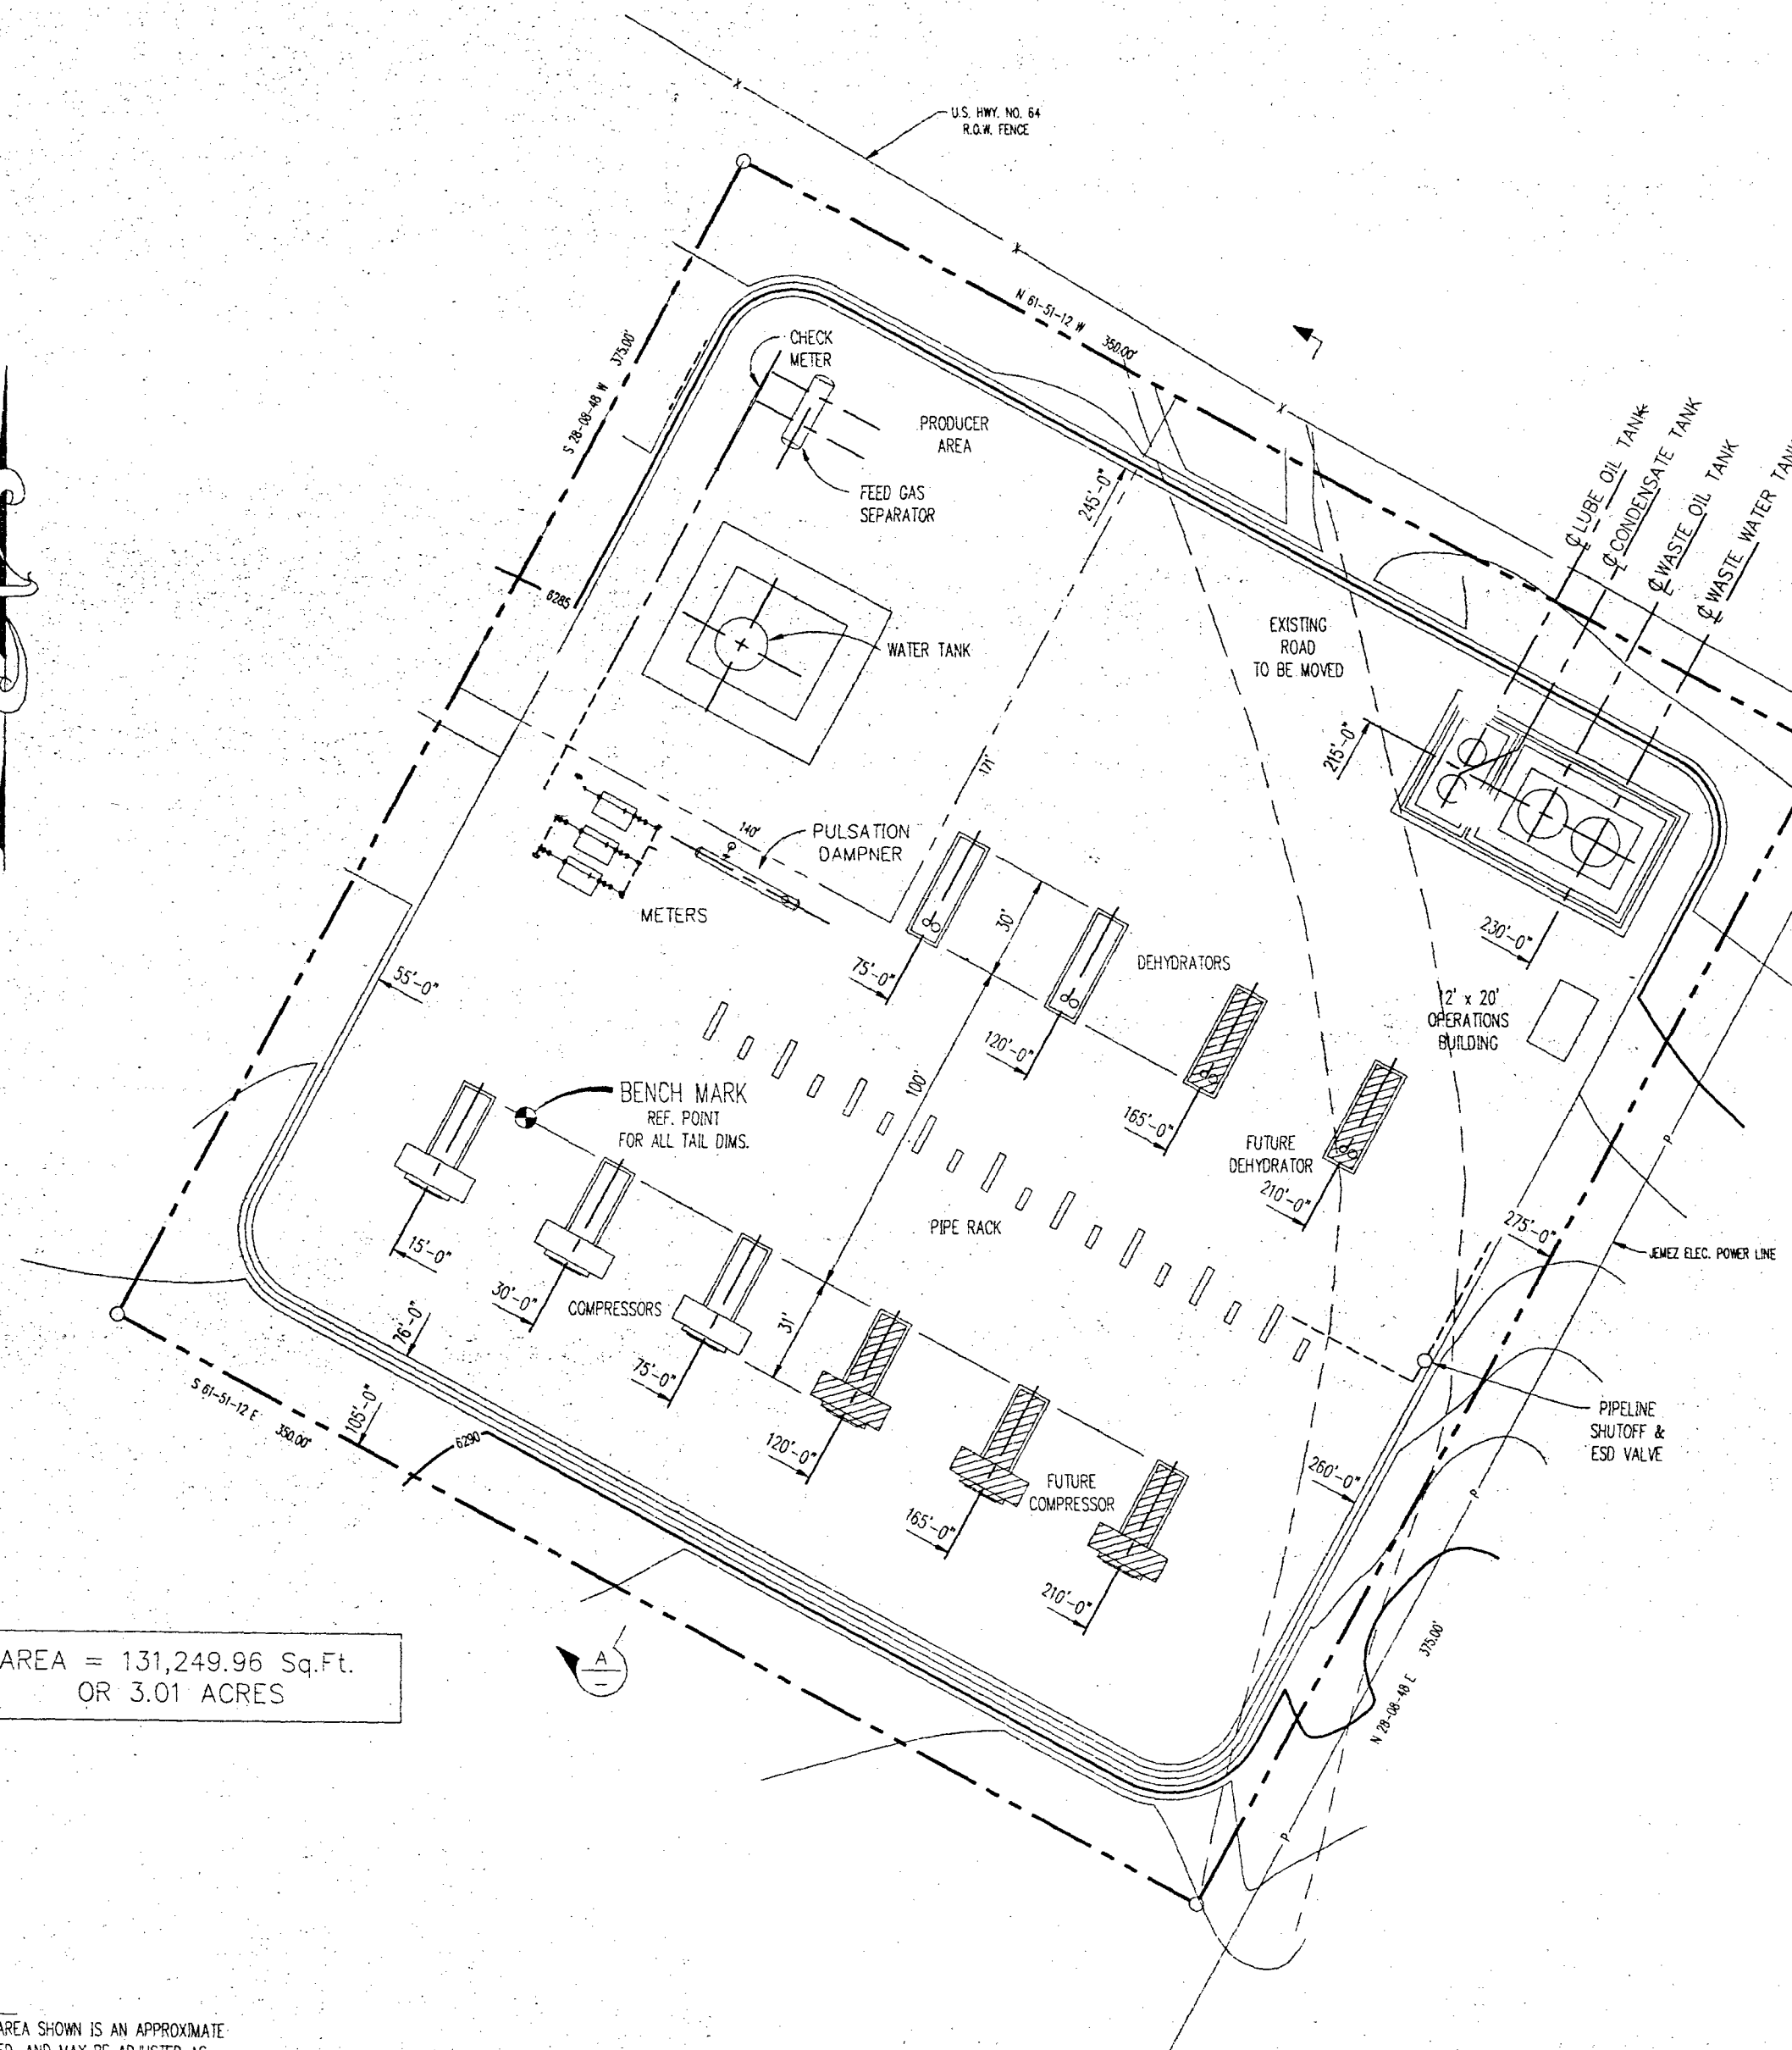 U.S. HWY. NO. 64
R.O.W. FENCE
N 61-51-12 W 350.00'
S 28-08-48 W 375.00'
CHECK
METER
PRODUCER
AREA
FEED GAS
SEPARATOR
245'-0"
℄ LUBE OIL TANK
℄ CONDENSATE TANK
℄ WASTE OIL TANK
℄ WASTE WATER TANK
6285
WATER TANK
EXISTING
ROAD
TO BE MOVED
215'-0"
171'
140'
PULSATION
DAMPNER
METERS
230'-0"
30'
75'-0"
DEHYDRATORS
55'-0"
12' x 20'
OPERATIONS
BUILDING
120'-0"
100'
BENCH MARK
REF. POINT
FOR ALL TAIL DIMS.
165'-0"
FUTURE
DEHYDRATOR
210'-0"
PIPE RACK
275'-0"
JEMEZ ELEC. POWER LINE
P
15'-0"
30'-0"
COMPRESSORS
31'
76'-0"
75'-0"
S 61-51-12 E 350.00'
105'-0"
6290
120'-0"
PIPELINE
SHUTOFF &
ESD VALVE
260'-0"
P
FUTURE
COMPRESSOR
165'-0"
210'-0"
N 28-08-48 E 375.00'
AREA = 131,249.96 Sq.Ft.
OR 3.01 ACRES
A
P
AREA SHOWN IS AN APPROXIMATE
AND MAY BE ADJUSTED AS